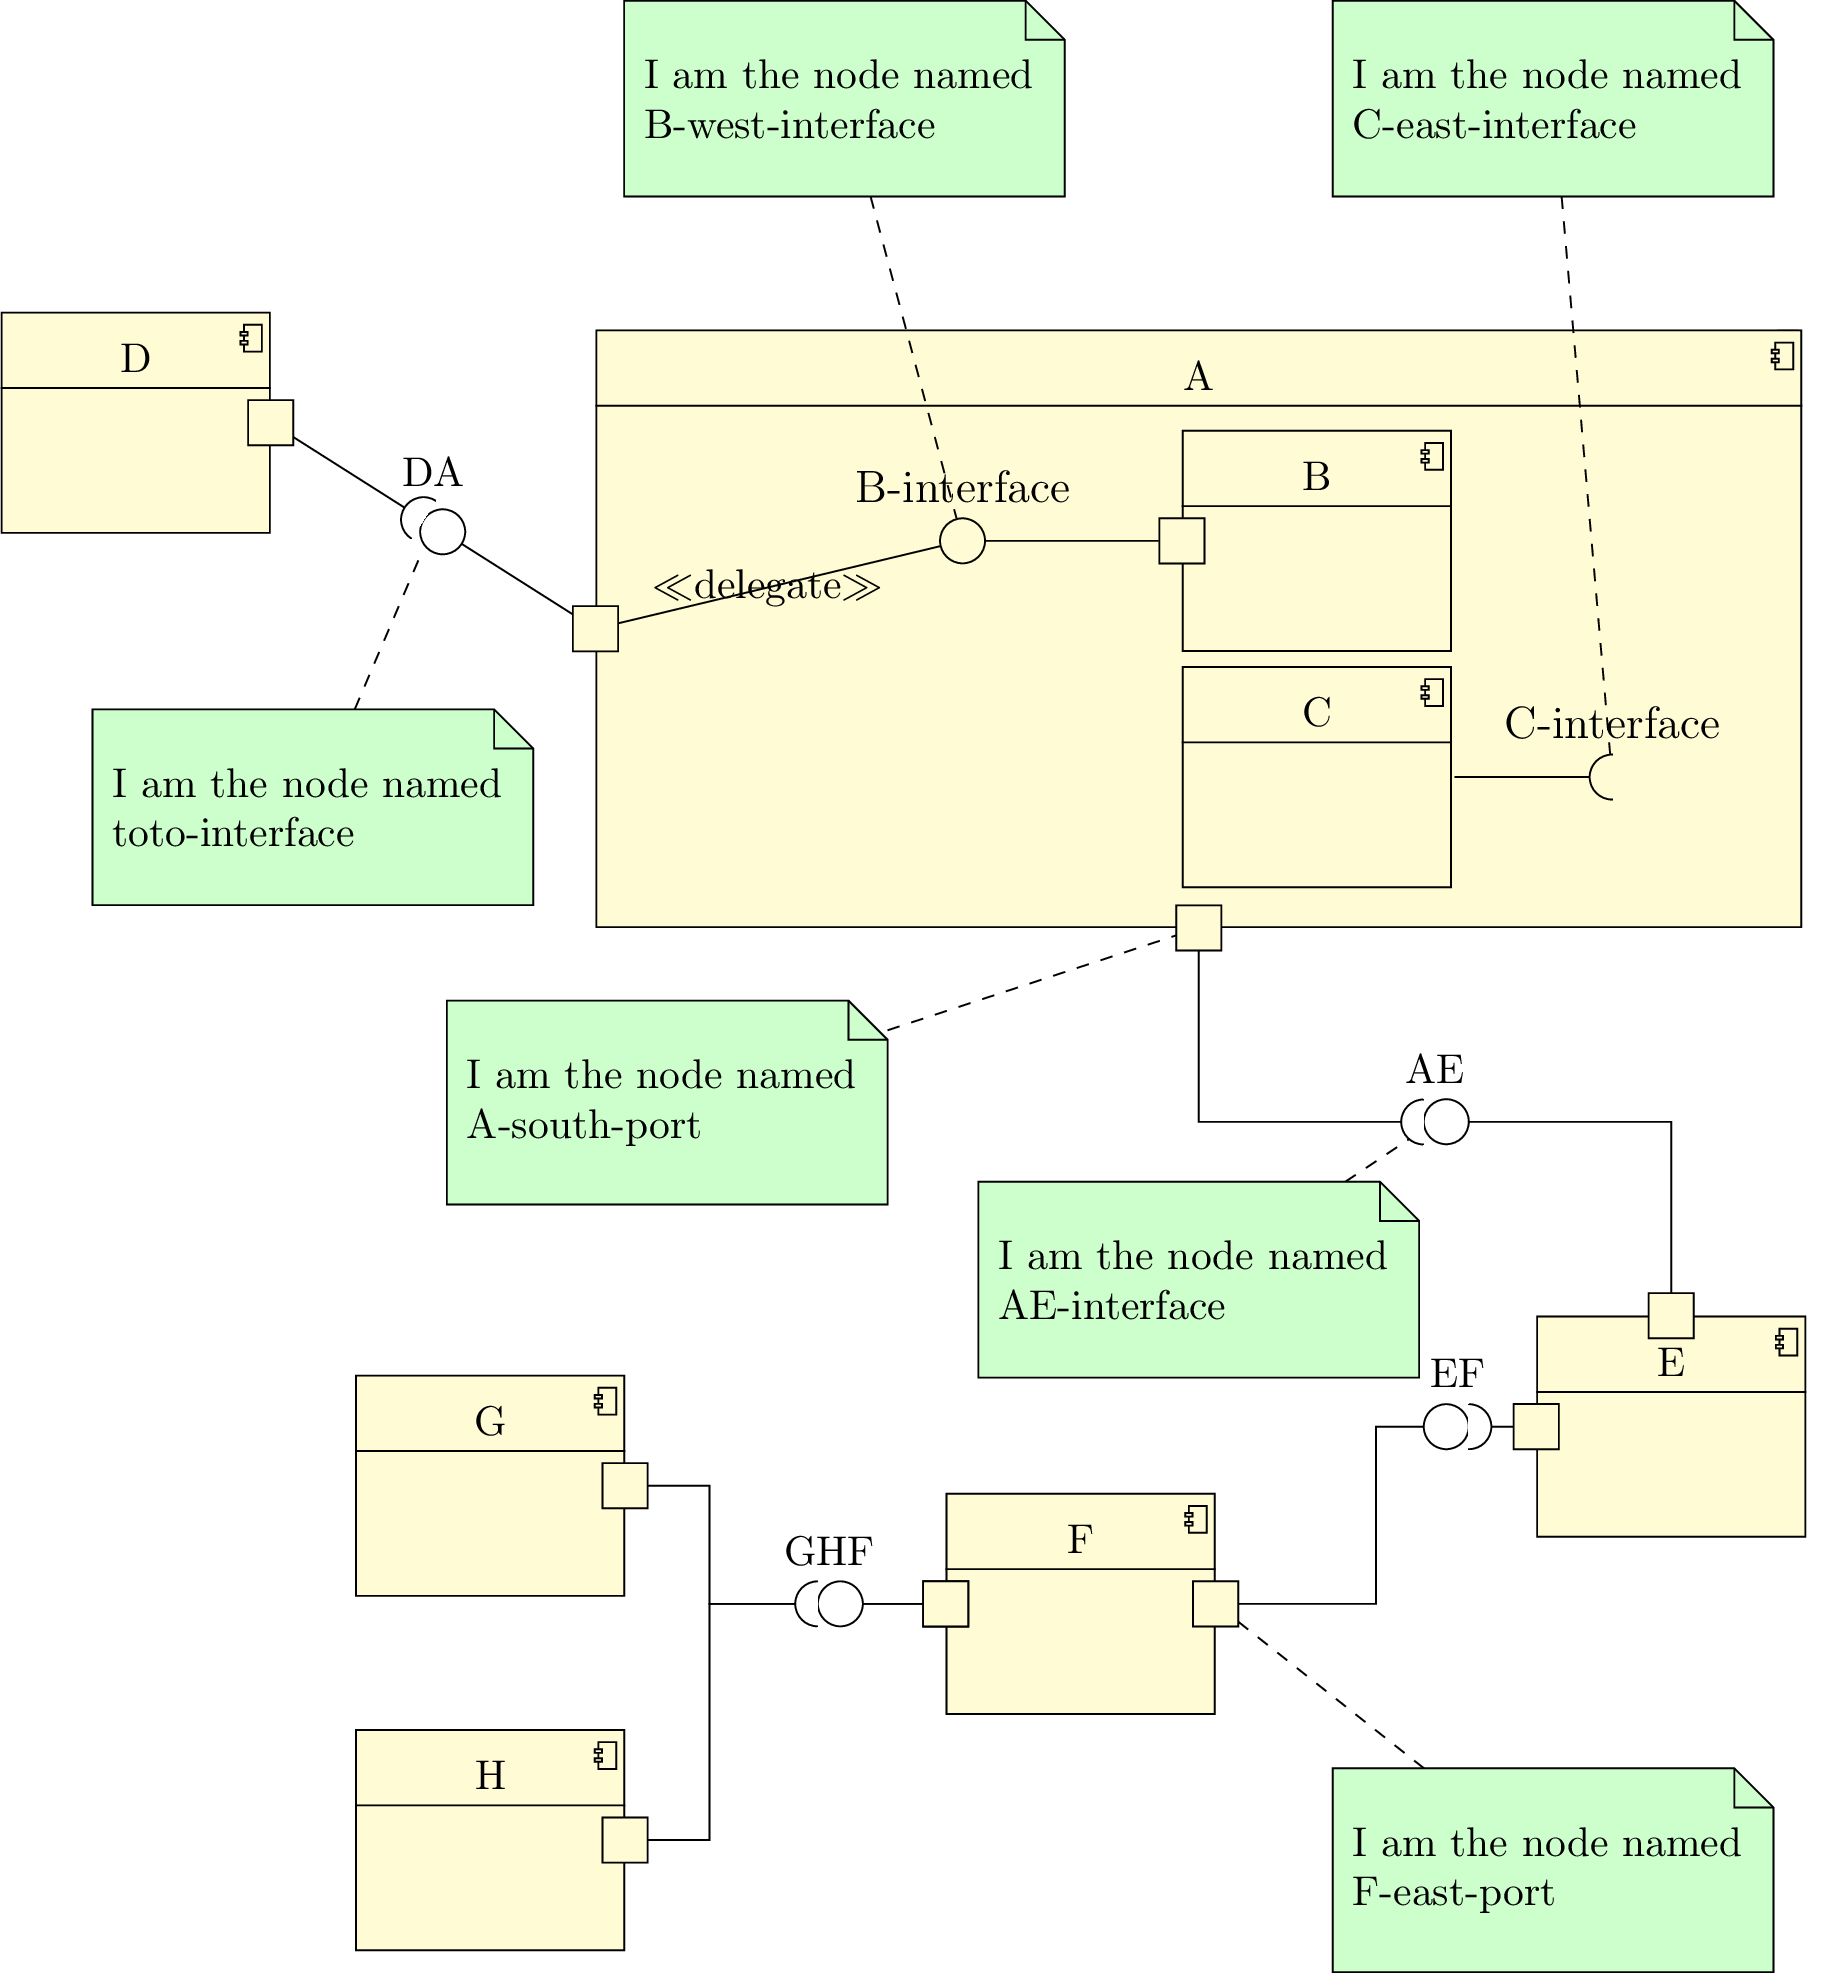 I am the node named
B-west-interface
I am the node named
C-east-interface
D
A
DA
B-interface
B
≪delegate≫
C
C-interface
I am the node named
toto-interface
I am the node named
A-south-port
AE
I am the node named
AE-interface
E
EF
G
GHF
F
H
I am the node named
F-east-port